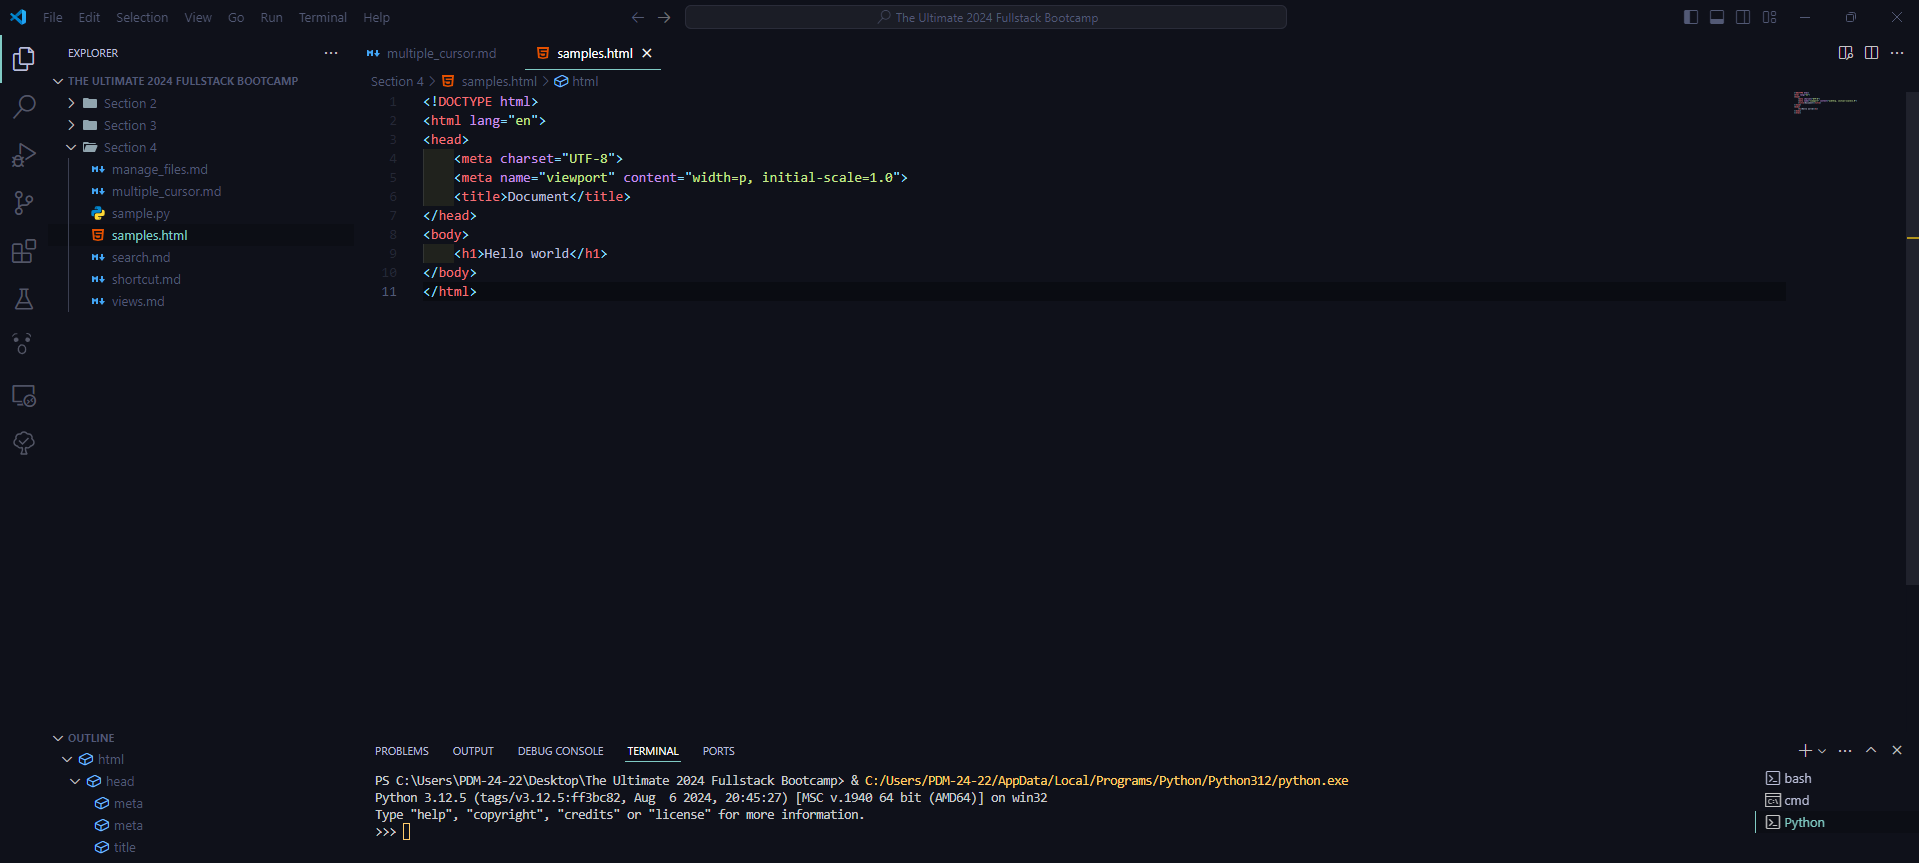 File Edit Selection View Go Run Terminal Help
The Ultimate 2024 Fullstack Bootcamp
EXPLORER
THE ULTIMATE 2024 FULLSTACK BOOTCAMP
Section 2
Section 3
Section 4
manage_files.md
multiple_cursor.md
sample.py
samples.html
search.md
shortcut.md
views.md
OUTLINE
html
head
meta
meta
title
multiple_cursor.md
samples.html
Section 4 > samples.html > html
1 <!DOCTYPE html>
2 <html lang="en">
3 <head>
4 <meta charset="UTF-8">
5 <meta name="viewport" content="width=p, initial-scale=1.0">
6 <title>Document</title>
7 </head>
8 <body>
9 <h1>Hello world</h1>
10 </body>
11 </html>
PROBLEMS OUTPUT DEBUG CONSOLE TERMINAL PORTS
PS C:\Users\PDM-24-22\Desktop\The Ultimate 2024 Fullstack Bootcamp> & C:/Users/PDM-24-22/AppData/Local/Programs/Python/Python312/python.exe
Python 3.12.5 (tags/v3.12.5:ff3bc82, Aug  6 2024, 20:45:27) [MSC v.1940 64 bit (AMD64)] on win32
Type "help", "copyright", "credits" or "license" for more information.
>>>
bash
cmd
Python